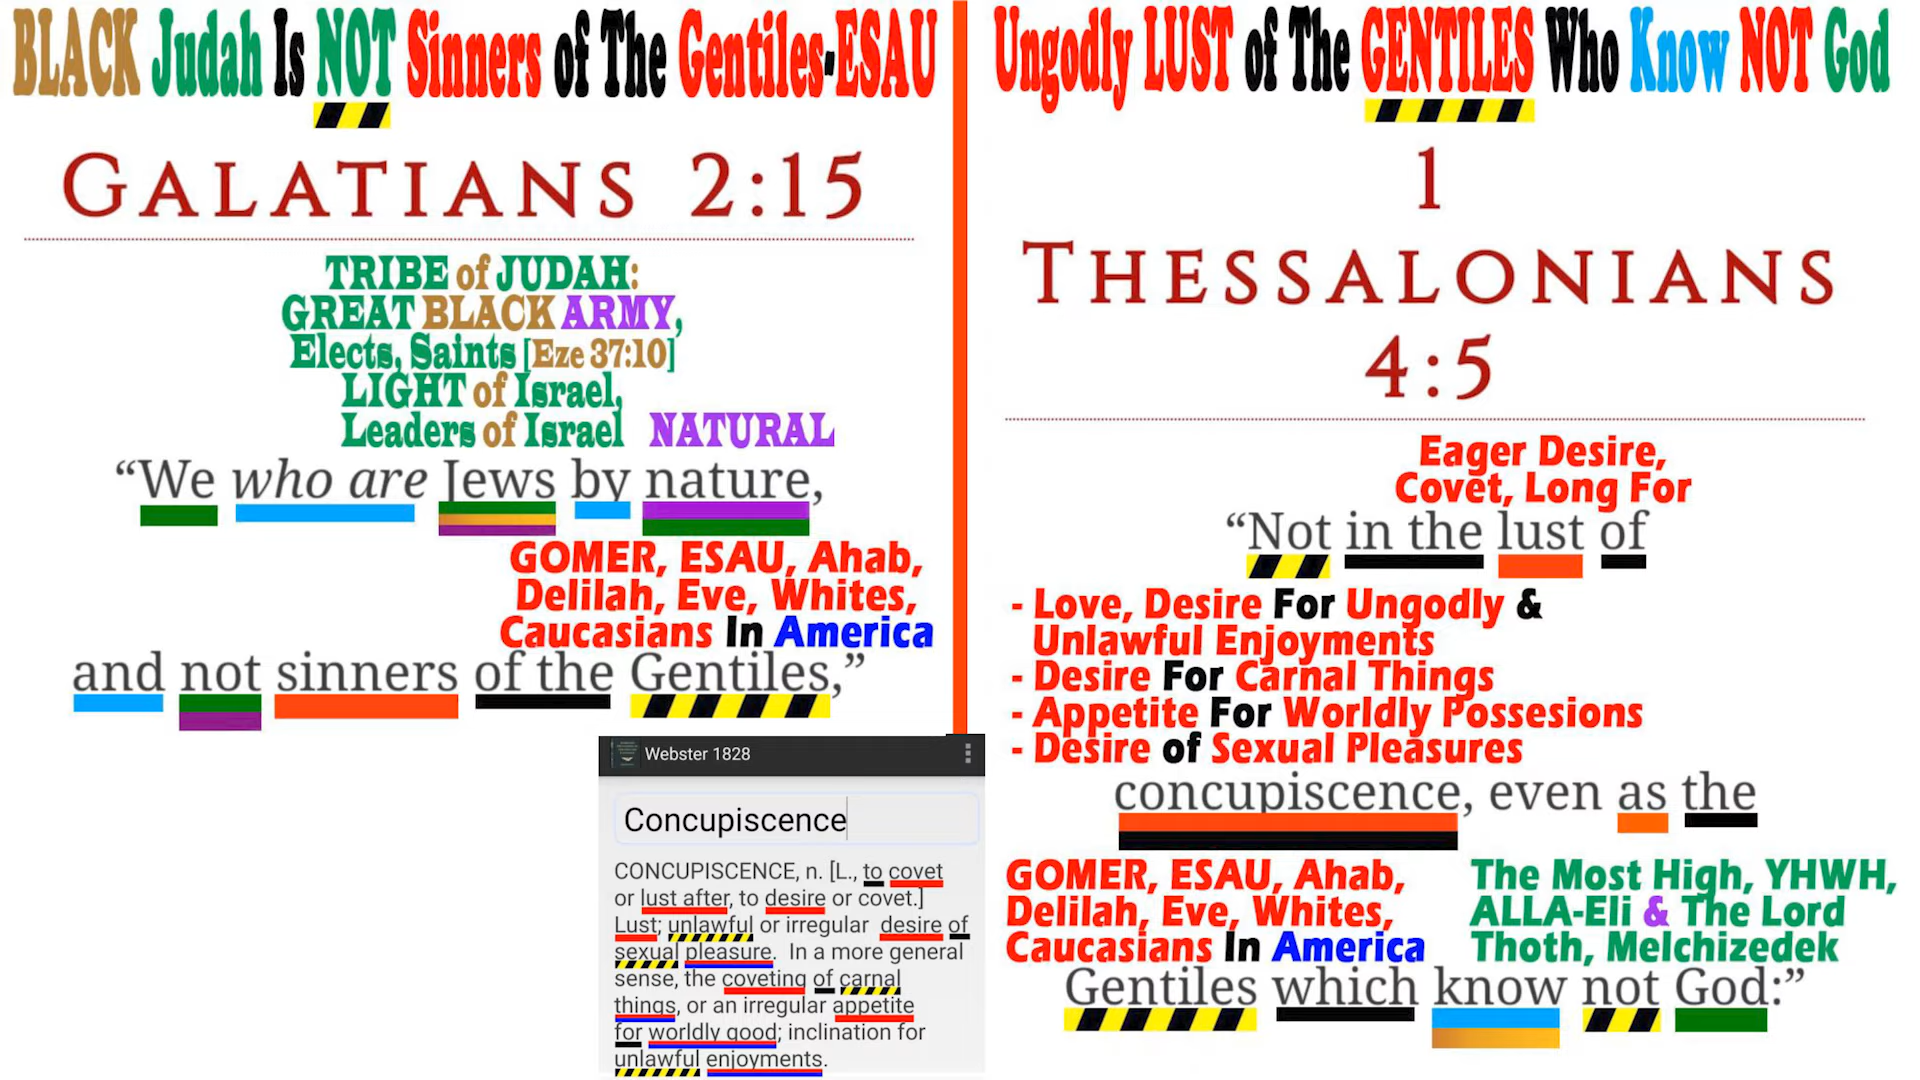 BLACK Judah Is NOT Sinners of The Gentiles-ESAU
GALATIANS 2:15
TRIBE of JUDAH:
GREAT BLACK ARMY,
Elects, Saints [Eze 37:10]
LIGHT of Israel,
Leaders of Israel NATURAL
“We who are Jews by nature,
GOMER, ESAU, Ahab,
Delilah, Eve, Whites,
Caucasians In America
and not sinners of the Gentiles,”
Webster 1828
Concupiscence
CONCUPISCENCE, n. [L., to covet
or lust after, to desire or covet.]
Lust; unlawful or irregular desire of
sexual pleasure. In a more general
sense, the coveting of carnal
things, or an irregular appetite
for worldly good; inclination for
unlawful enjoyments.
Ungodly LUST of The GENTILES Who Know NOT God
1
THESSALONIANS
4:5
Eager Desire,
Covet, Long For
“Not in the lust of
- Love, Desire For Ungodly &
Unlawful Enjoyments
- Desire For Carnal Things
- Appetite For Worldly Possesions
- Desire of Sexual Pleasures
concupiscence, even as the
GOMER, ESAU, Ahab,
Delilah, Eve, Whites,
Caucasians In America
The Most High, YHWH,
ALLA-Eli & The Lord
Thoth, Melchizedek
Gentiles which know not God:”